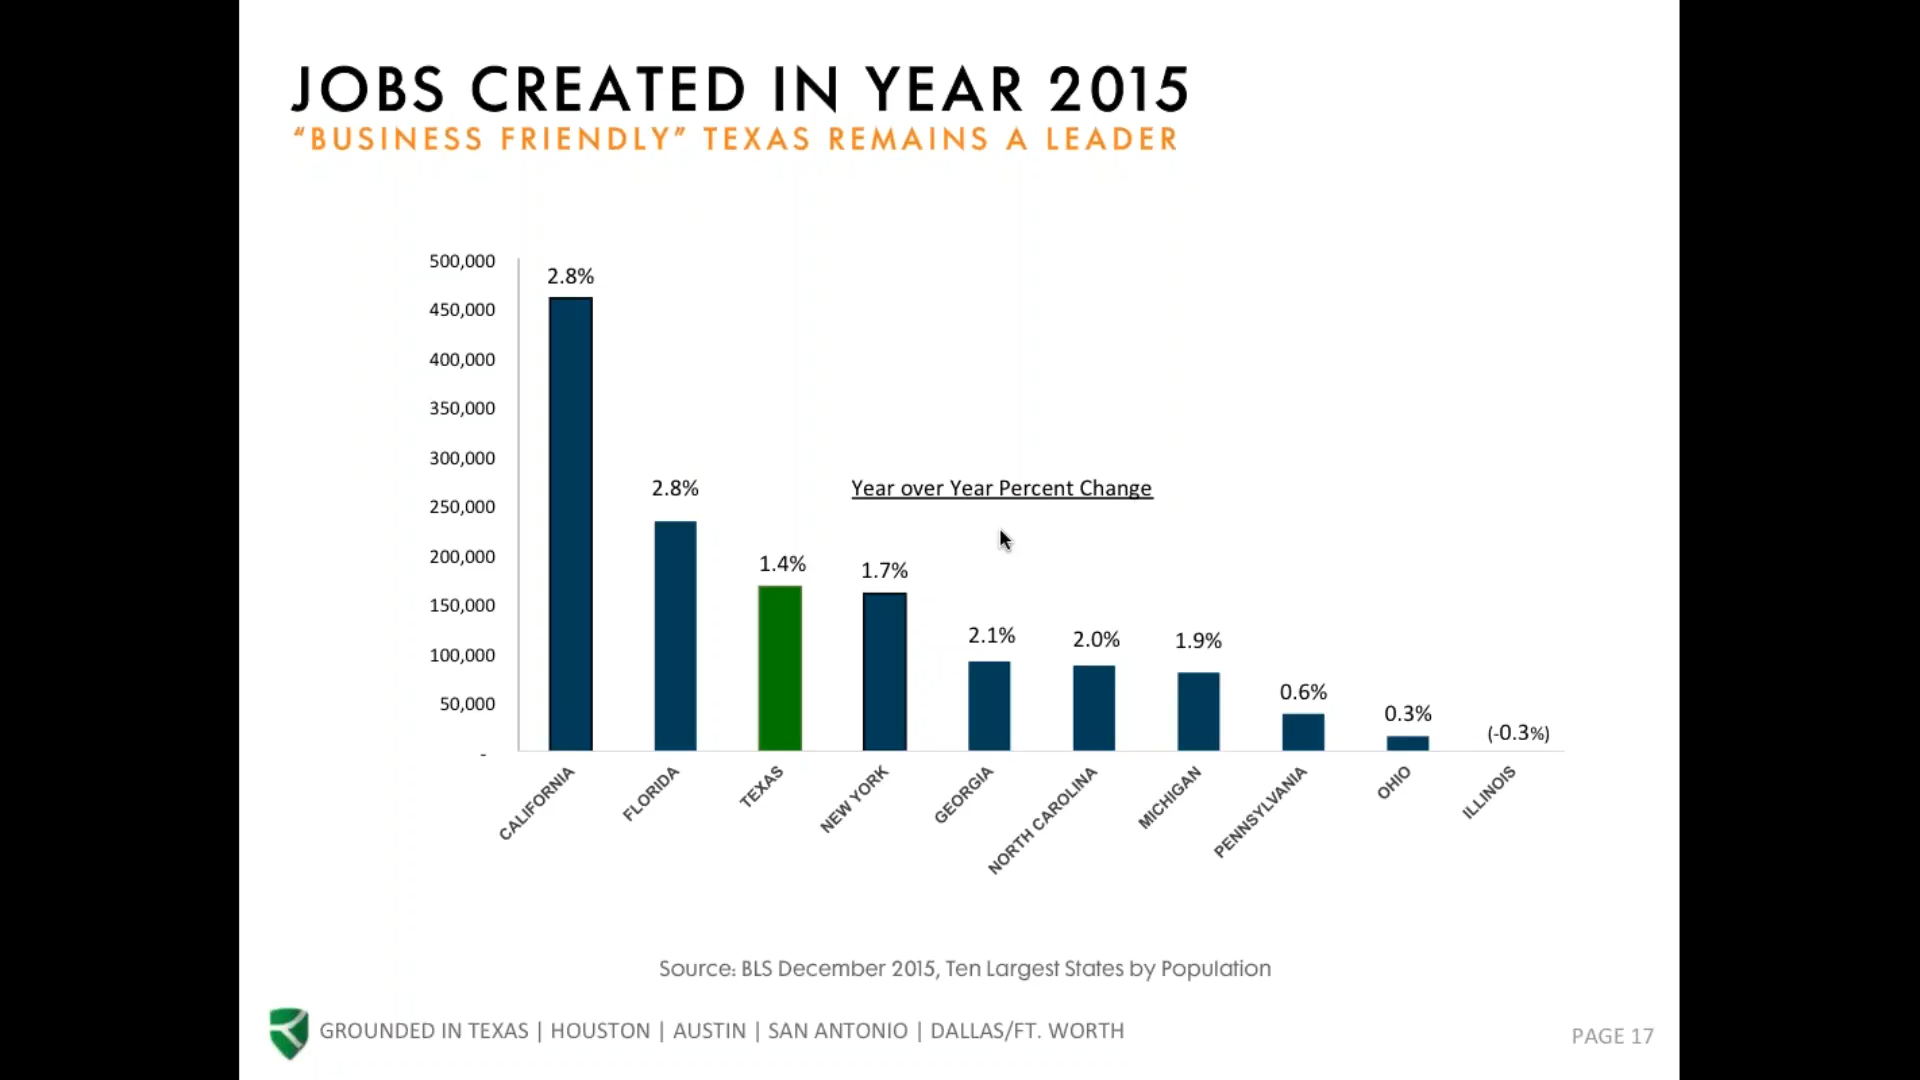 JOBS CREATED IN YEAR 2015
“BUSINESS FRIENDLY” TEXAS REMAINS A LEADER
500,000
450,000
400,000
350,000
300,000
250,000
200,000
150,000
100,000
50,000
-
2.8%
2.8%
1.4%
1.7%
2.1%
2.0%
1.9%
0.6%
0.3%
(-0.3%)
Year over Year Percent Change
CALIFORNIA
FLORIDA
TEXAS
NEW YORK
GEORGIA
NORTH CAROLINA
MICHIGAN
PENNSYLVANIA
OHIO
ILLINOIS
Source: BLS December 2015, Ten Largest States by Population
GROUNDED IN TEXAS | HOUSTON | AUSTIN | SAN ANTONIO | DALLAS/FT. WORTH
PAGE 17